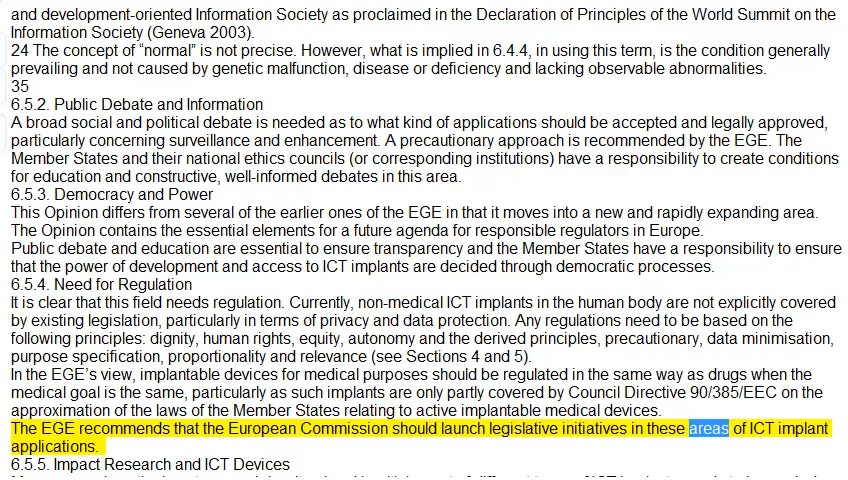 and development-oriented Information Society as proclaimed in the Declaration of Principles of the World Summit on the
Information Society (Geneva 2003).
24 The concept of “normal” is not precise. However, what is implied in 6.4.4, in using this term, is the condition generally
prevailing and not caused by genetic malfunction, disease or deficiency and lacking observable abnormalities.
35
6.5.2. Public Debate and Information
A broad social and political debate is needed as to what kind of applications should be accepted and legally approved,
particularly concerning surveillance and enhancement. A precautionary approach is recommended by the EGE. The
Member States and their national ethics councils (or corresponding institutions) have a responsibility to create conditions
for education and constructive, well-informed debates in this area.
6.5.3. Democracy and Power
This Opinion differs from several of the earlier ones of the EGE in that it moves into a new and rapidly expanding area.
The Opinion contains the essential elements for a future agenda for responsible regulators in Europe.
Public debate and education are essential to ensure transparency and the Member States have a responsibility to ensure
that the power of development and access to ICT implants are decided through democratic processes.
6.5.4. Need for Regulation
It is clear that this field needs regulation. Currently, non-medical ICT implants in the human body are not explicitly covered
by existing legislation, particularly in terms of privacy and data protection. Any regulations need to be based on the
following principles: dignity, human rights, equity, autonomy and the derived principles, precautionary, data minimisation,
purpose specification, proportionality and relevance (see Sections 4 and 5).
In the EGE’s view, implantable devices for medical purposes should be regulated in the same way as drugs when the
medical goal is the same, particularly as such implants are only partly covered by Council Directive 90/385/EEC on the
approximation of the laws of the Member States relating to active implantable medical devices.
The EGE recommends that the European Commission should launch legislative initiatives in these areas of ICT implant
applications.
6.5.5. Impact Research and ICT Devices